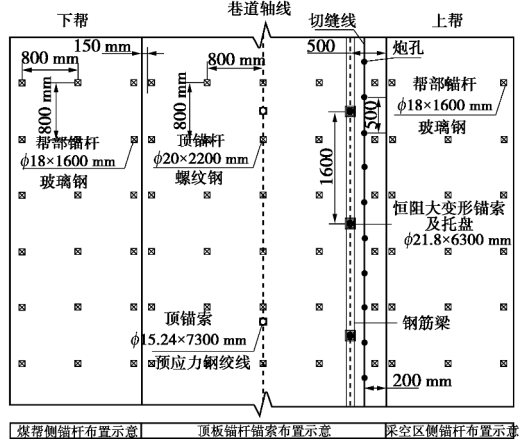 巷道轴线
下帮
切缝线
上帮
150 mm
500
炮孔
800 mm
800 mm
800 mm
800 mm
帮部锚杆
ϕ18×1600 mm
玻璃钢
500
帮部锚杆
ϕ18×1600 mm
玻璃钢
顶锚杆
ϕ20×2200 mm
螺纹钢
1600
恒阻大变形锚索
及托盘
ϕ21.8×6300 mm
顶锚索
ϕ15.24×7300 mm
预应力钢绞线
钢筋梁
200 mm
煤帮侧锚杆布置示意
顶板锚杆锚索布置示意
采空区侧锚杆布置示意